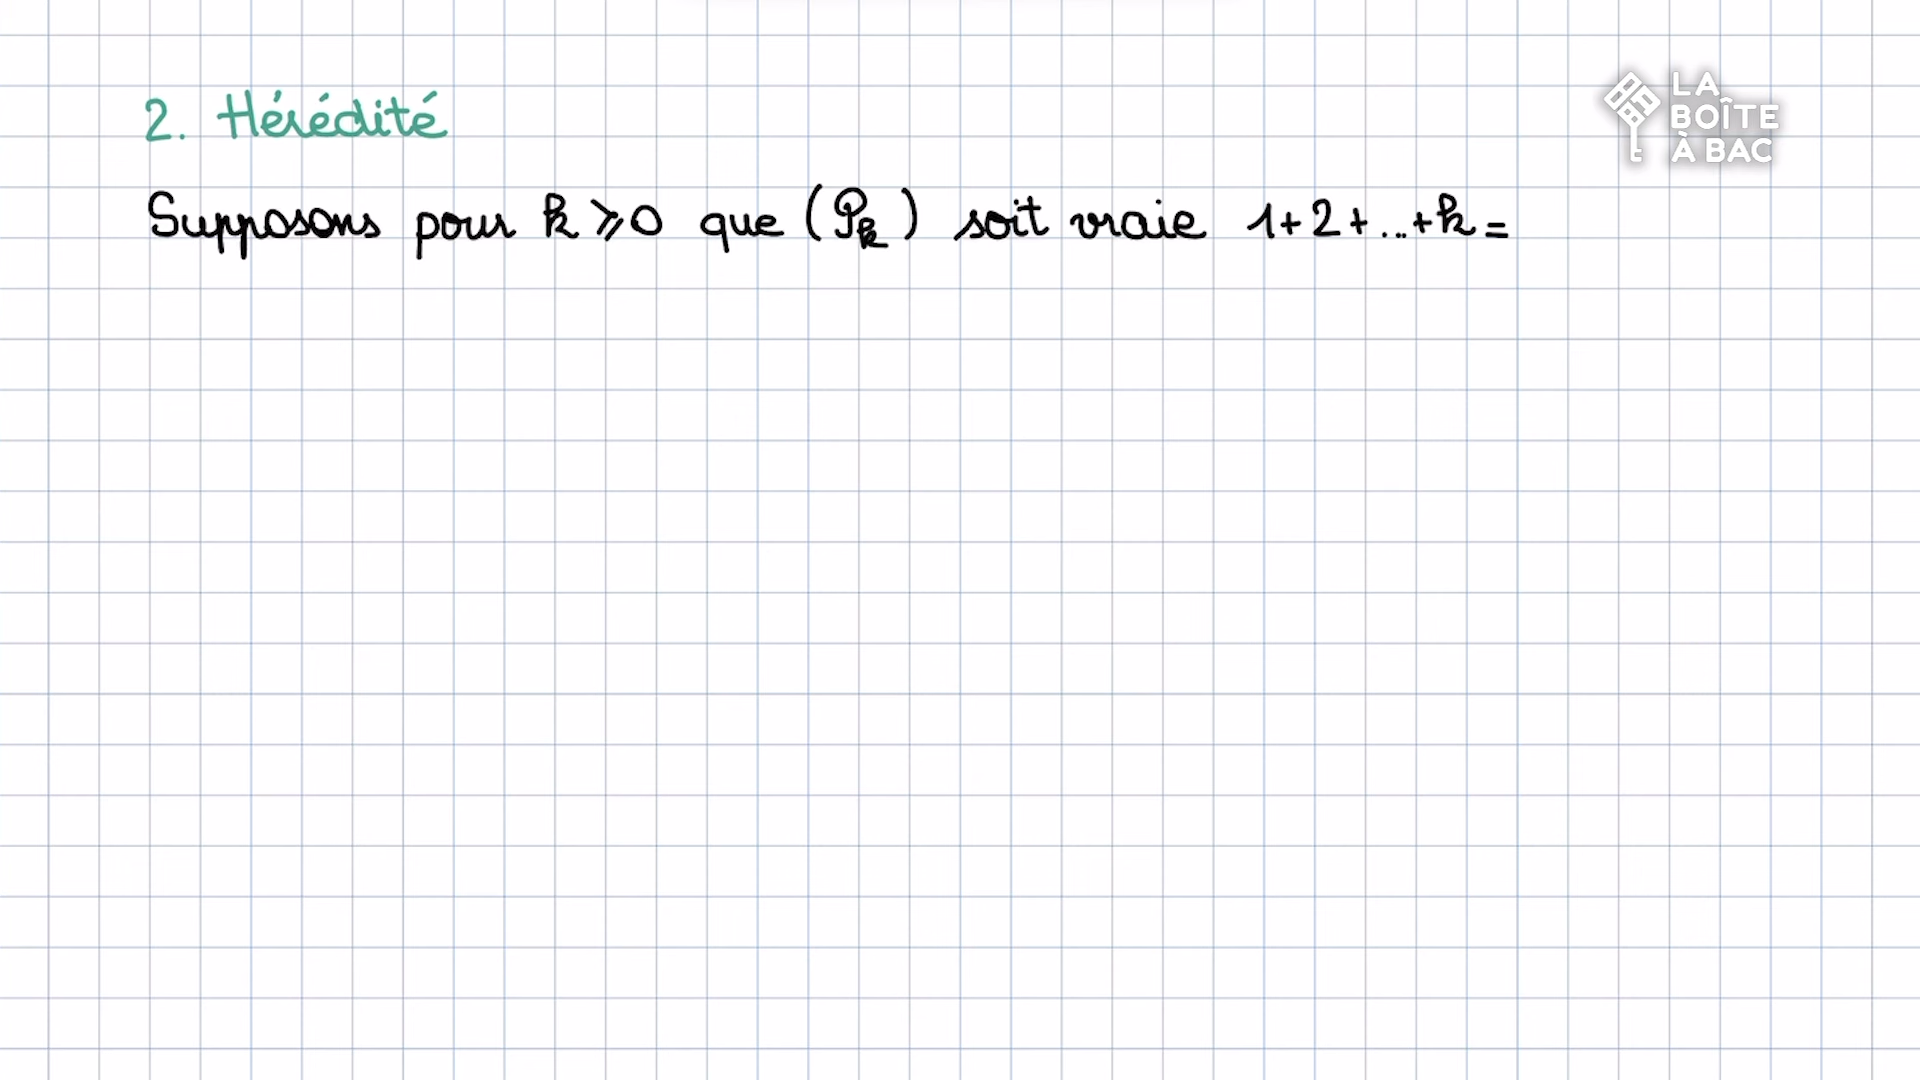 LA
BOÎTE
À BAC
2. Hérédité
Supposons pour k ⩾ 0 que (Pk) soit vraie 1+2+...+k=